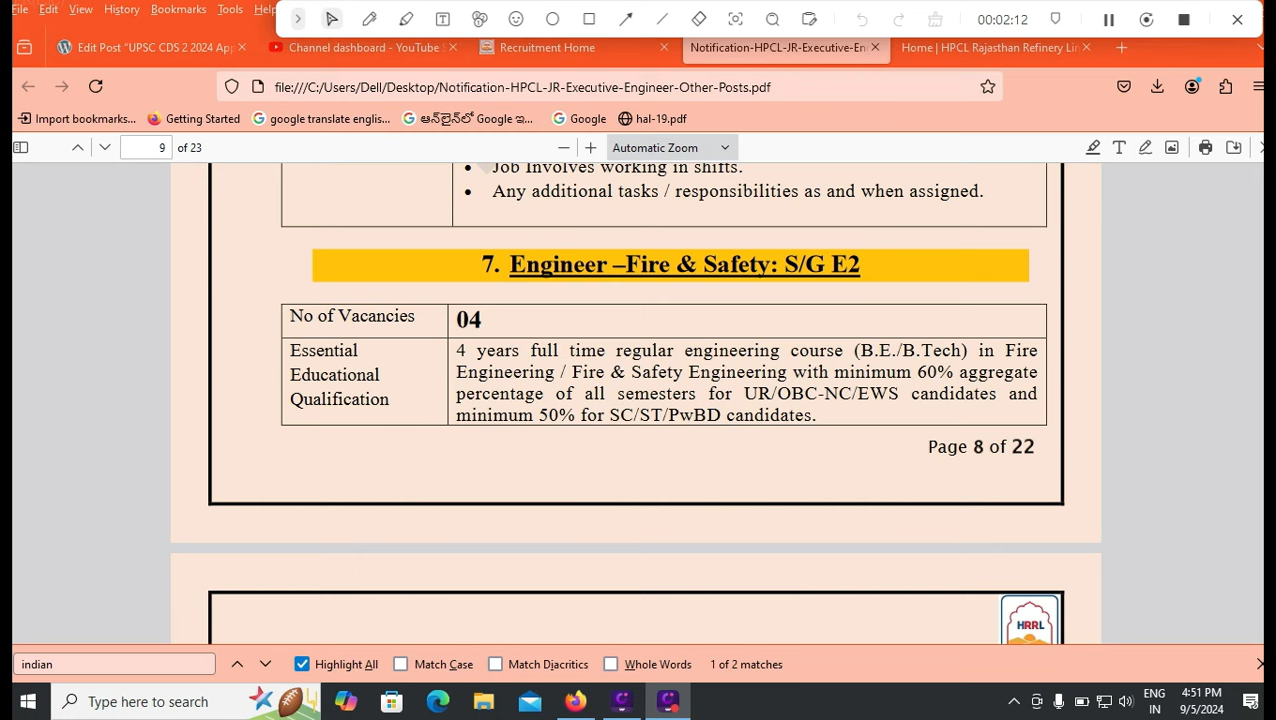 File Edit View History Bookmarks Tools
00:02:12
Edit Post "UPSC CDS 2 2024 App
Channel dashboard - YouTube
Recruitment Home
Notification-HPCL-JR-Executive-En
Home | HPCL Rajasthan Refinery Lim
file:///C:/Users/Dell/Desktop/Notification-HPCL-JR-Executive-Engineer-Other-Posts.pdf
Import bookmarks...
Getting Started
google translate englis...
ఆన్‌లైన్‌లో Google ఇ...
Google
hal-19.pdf
9 of 23
Automatic Zoom
• Job Involves working in shifts.
• Any additional tasks / responsibilities as and when assigned.
7. Engineer –Fire & Safety: S/G E2
No of Vacancies 04
Essential Educational Qualification
4 years full time regular engineering course (B.E./B.Tech) in Fire
Engineering / Fire & Safety Engineering with minimum 60% aggregate
percentage of all semesters for UR/OBC-NC/EWS candidates and
minimum 50% for SC/ST/PwBD candidates.
Page 8 of 22
HRRL
indian
Highlight All
Match Case
Match Diacritics
Whole Words
1 of 2 matches
Type here to search
ENG
IN
4:51 PM
9/5/2024